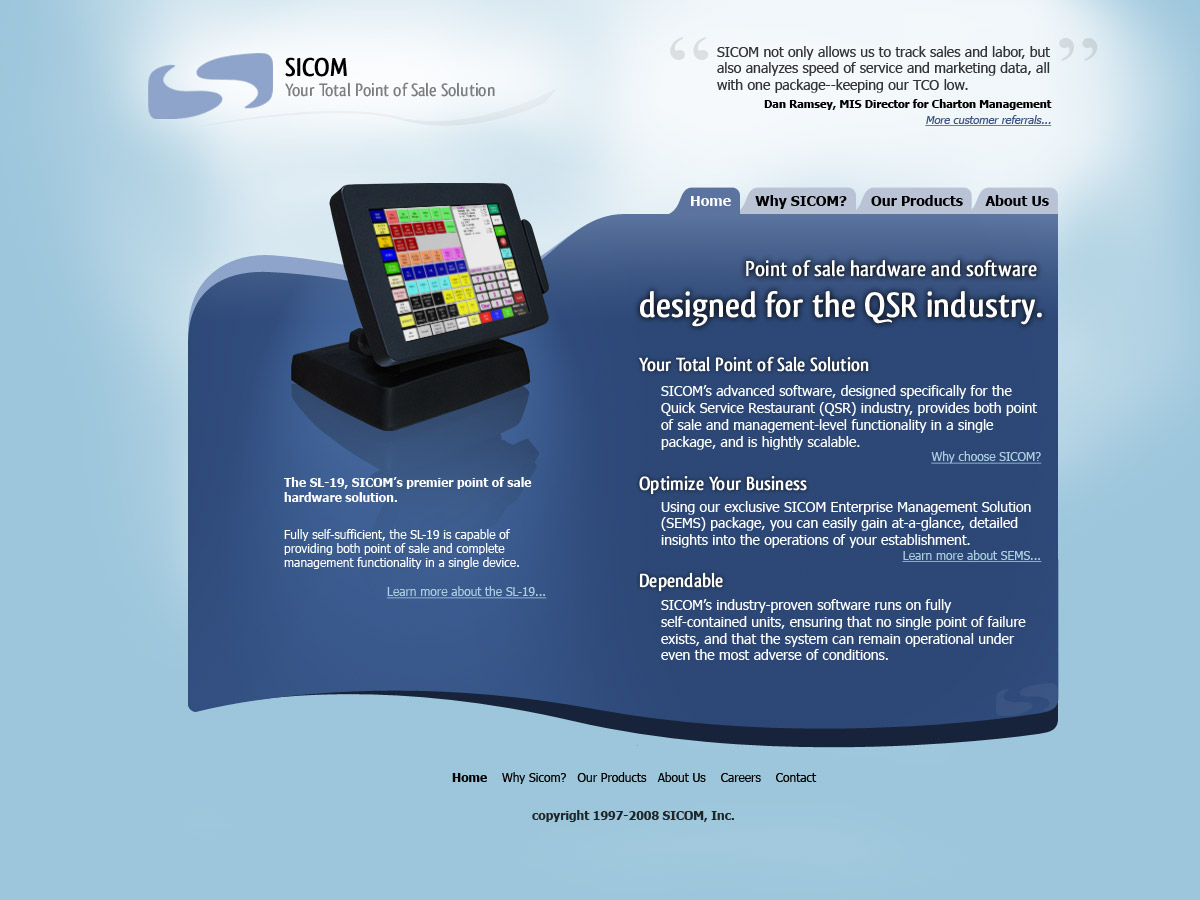 SICOM
Your Total Point of Sale Solution
“ SICOM not only allows us to track sales and labor, but ”
also analyzes speed of service and marketing data, all
with one package--keeping our TCO low.
Dan Ramsey, MIS Director for Charton Management
More customer referrals...
Home Why SICOM? Our Products About Us
Point of sale hardware and software
designed for the QSR industry.
Your Total Point of Sale Solution
SICOM’s advanced software, designed specifically for the
Quick Service Restaurant (QSR) industry, provides both point
of sale and management-level functionality in a single
package, and is hightly scalable.
Why choose SICOM?
Optimize Your Business
Using our exclusive SICOM Enterprise Management Solution
(SEMS) package, you can easily gain at-a-glance, detailed
insights into the operations of your establishment.
Learn more about SEMS...
Dependable
SICOM’s industry-proven software runs on fully
self-contained units, ensuring that no single point of failure
exists, and that the system can remain operational under
even the most adverse of conditions.
The SL-19, SICOM’s premier point of sale
hardware solution.
Fully self-sufficient, the SL-19 is capable of
providing both point of sale and complete
management functionality in a single device.
Learn more about the SL-19...
Home Why Sicom? Our Products About Us Careers Contact
copyright 1997-2008 SICOM, Inc.